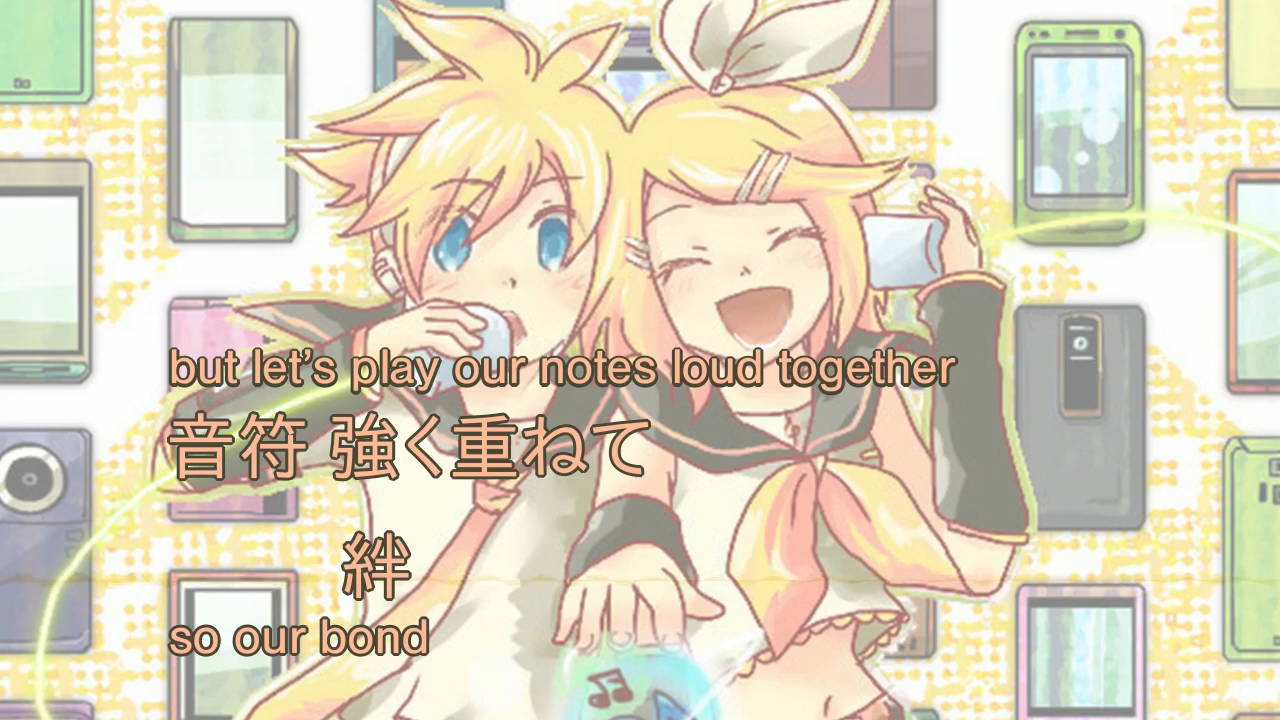 but let’s play our notes loud together
音符 強く重ねて
絆
so our bond